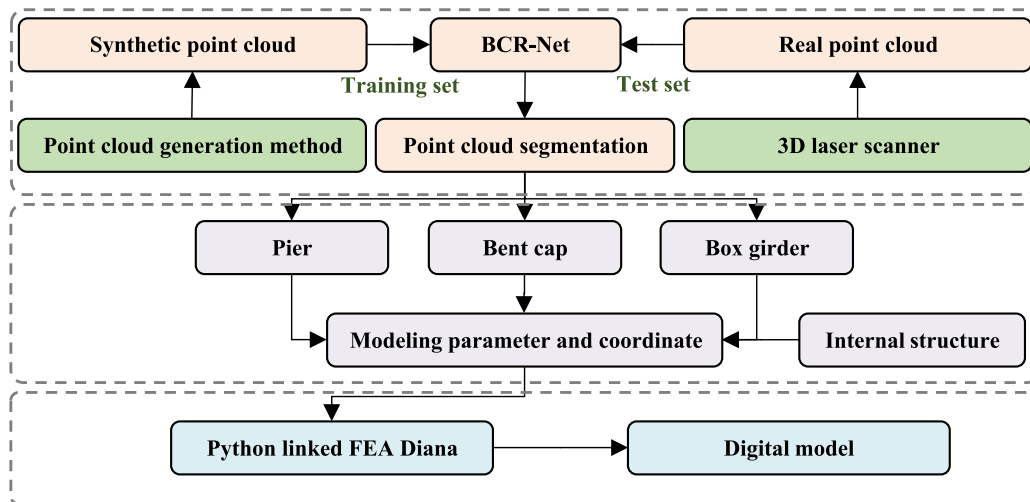 Synthetic point cloud
BCR-Net
Real point cloud
Training set
Test set
Point cloud generation method
Point cloud segmentation
3D laser scanner
Pier
Bent cap
Box girder
Modeling parameter and coordinate
Internal structure
Python linked FEA Diana
Digital model